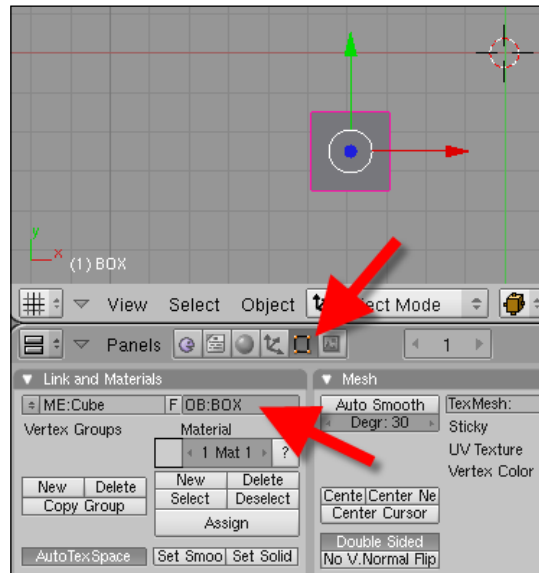 y
x
(1) BOX
View Select Object ect Mode
Panels 1
Link and Materials
Mesh
ME:Cube F OB:BOX
Auto Smooth TexMesh:
Vertex Groups Material
Degr: 30 Sticky
1 Mat 1 ?
UV Texture
Vertex Color
New Delete New Delete
Copy Group Select Deselect
Cente Center Ne
Center Cursor
Assign
Double Sided
AutoTexSpace Set Smoo Set Solid
No V.Normal Flip